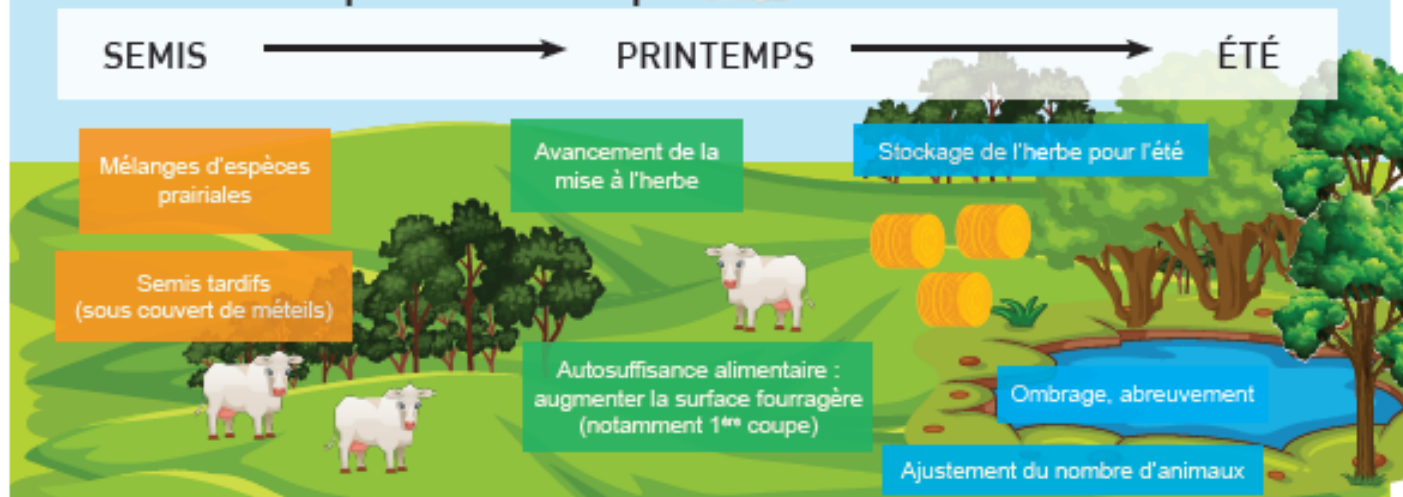 SEMIS PRINTEMPS ÉTÉ
Mélanges d'espèces
prairiales
Semis tardifs
(sous couvert de méteils)
Avancement de la
mise à l'herbe
Autosuffisance alimentaire :
augmenter la surface fourragère
(notamment 1ère coupe)
Stockage de l'herbe pour l'été
Ombrage, abreuvement
Ajustement du nombre d'animaux